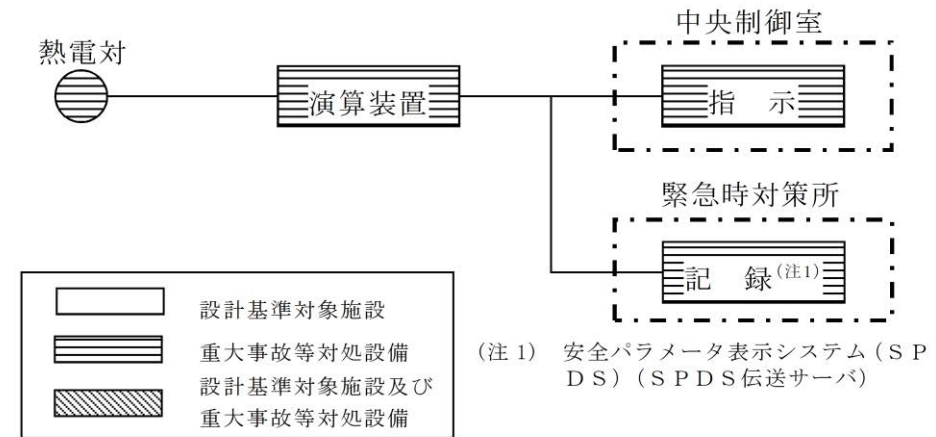 中央制御室
熱電対
演算装置
指　示
緊急時対策所
記　録(注1)
設計基準対象施設
重大事故等対処設備
設計基準対象施設及び
重大事故等対処設備
(注 1)　安全パラメータ表示システム(ＳＰ
ＤＳ)(ＳＰＤＳ伝送サーバ)